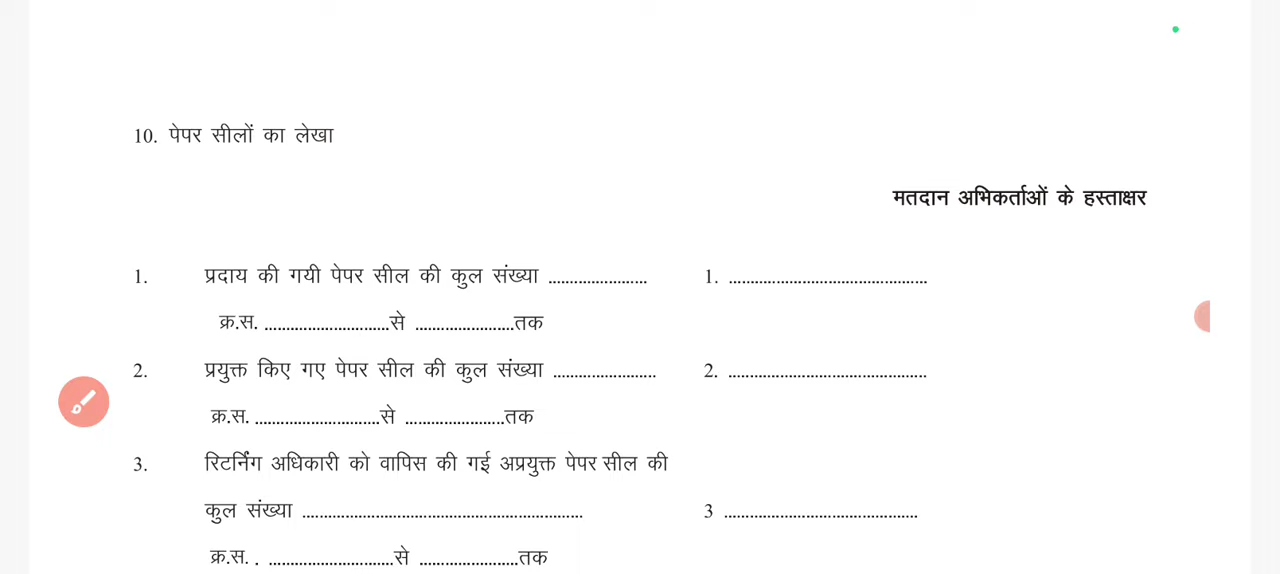 10. पेपर सीलों का लेखा
मतदान अभिकर्ताओं के हस्ताक्षर
1. प्रदाय की गयी पेपर सील की कुल संख्या ....................... 1. ..............................................
क्र.स. .............................से .......................तक
2. प्रयुक्त किए गए पेपर सील की कुल संख्या ........................ 2. ..............................................
क्र.स. .............................से .......................तक
3. रिटर्निंग अधिकारी को वापिस की गई अप्रयुक्त पेपर सील की
कुल संख्या ................................................................. 3 .............................................
क्र.स. . .............................से .......................तक